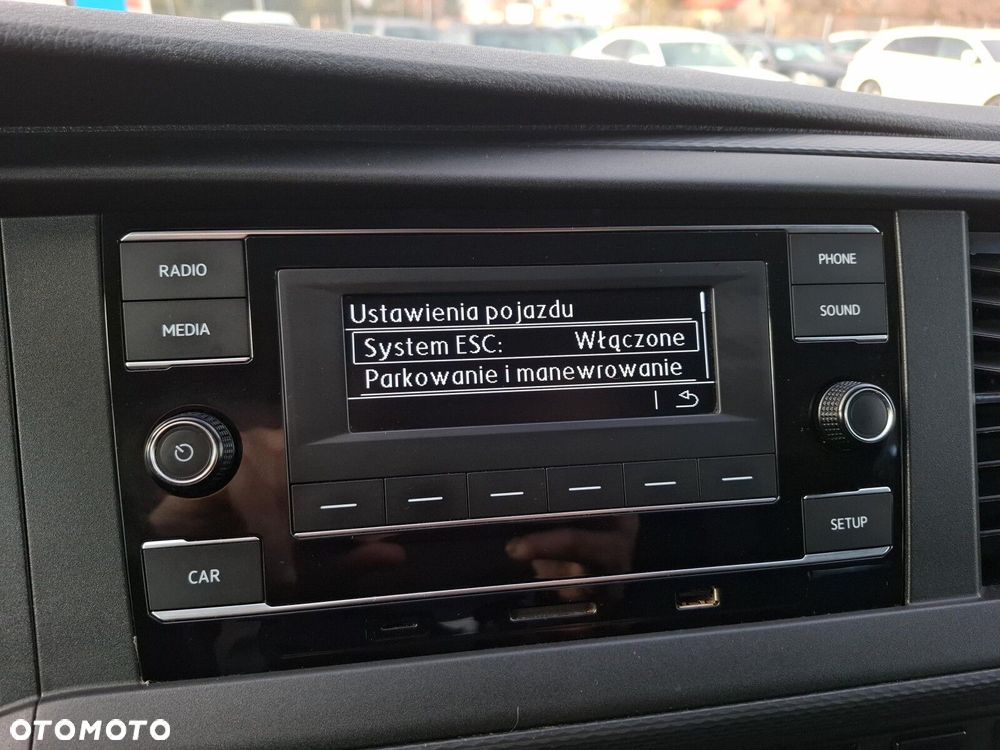 RADIO
MEDIA
PHONE
SOUND
Ustawienia pojazdu
System ESC: Włączone
Parkowanie i manewrowanie
CAR
SETUP
OTOMOTO